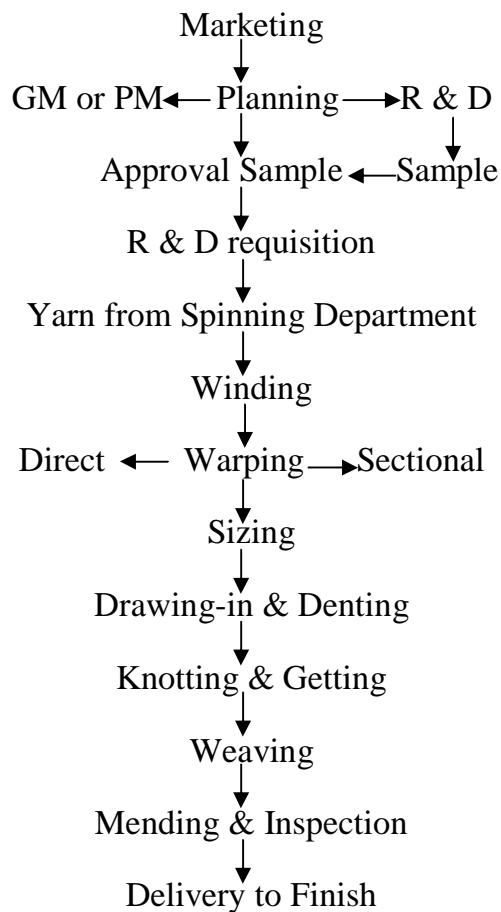 Marketing
GM or PM Planning R & D
Approval Sample Sample
R & D requisition
Yarn from Spinning Department
Winding
Direct Warping Sectional
Sizing
Drawing-in & Denting
Knotting & Getting
Weaving
Mending & Inspection
Delivery to Finish